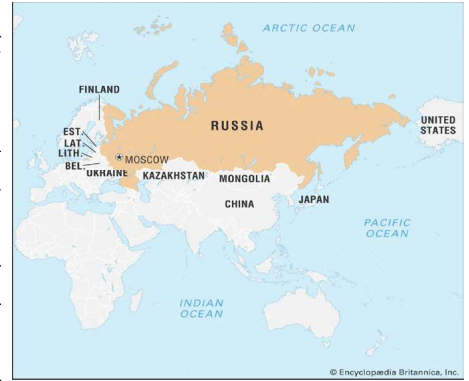 ARCTIC OCEAN
FINLAND
RUSSIA
UNITED
STATES
EST.
LAT.
LITH.
MOSCOW
BEL.
UKRAINE
KAZAKHSTAN
MONGOLIA
CHINA
JAPAN
PACIFIC
OCEAN
INDIAN
OCEAN
© Encyclopædia Britannica, Inc.